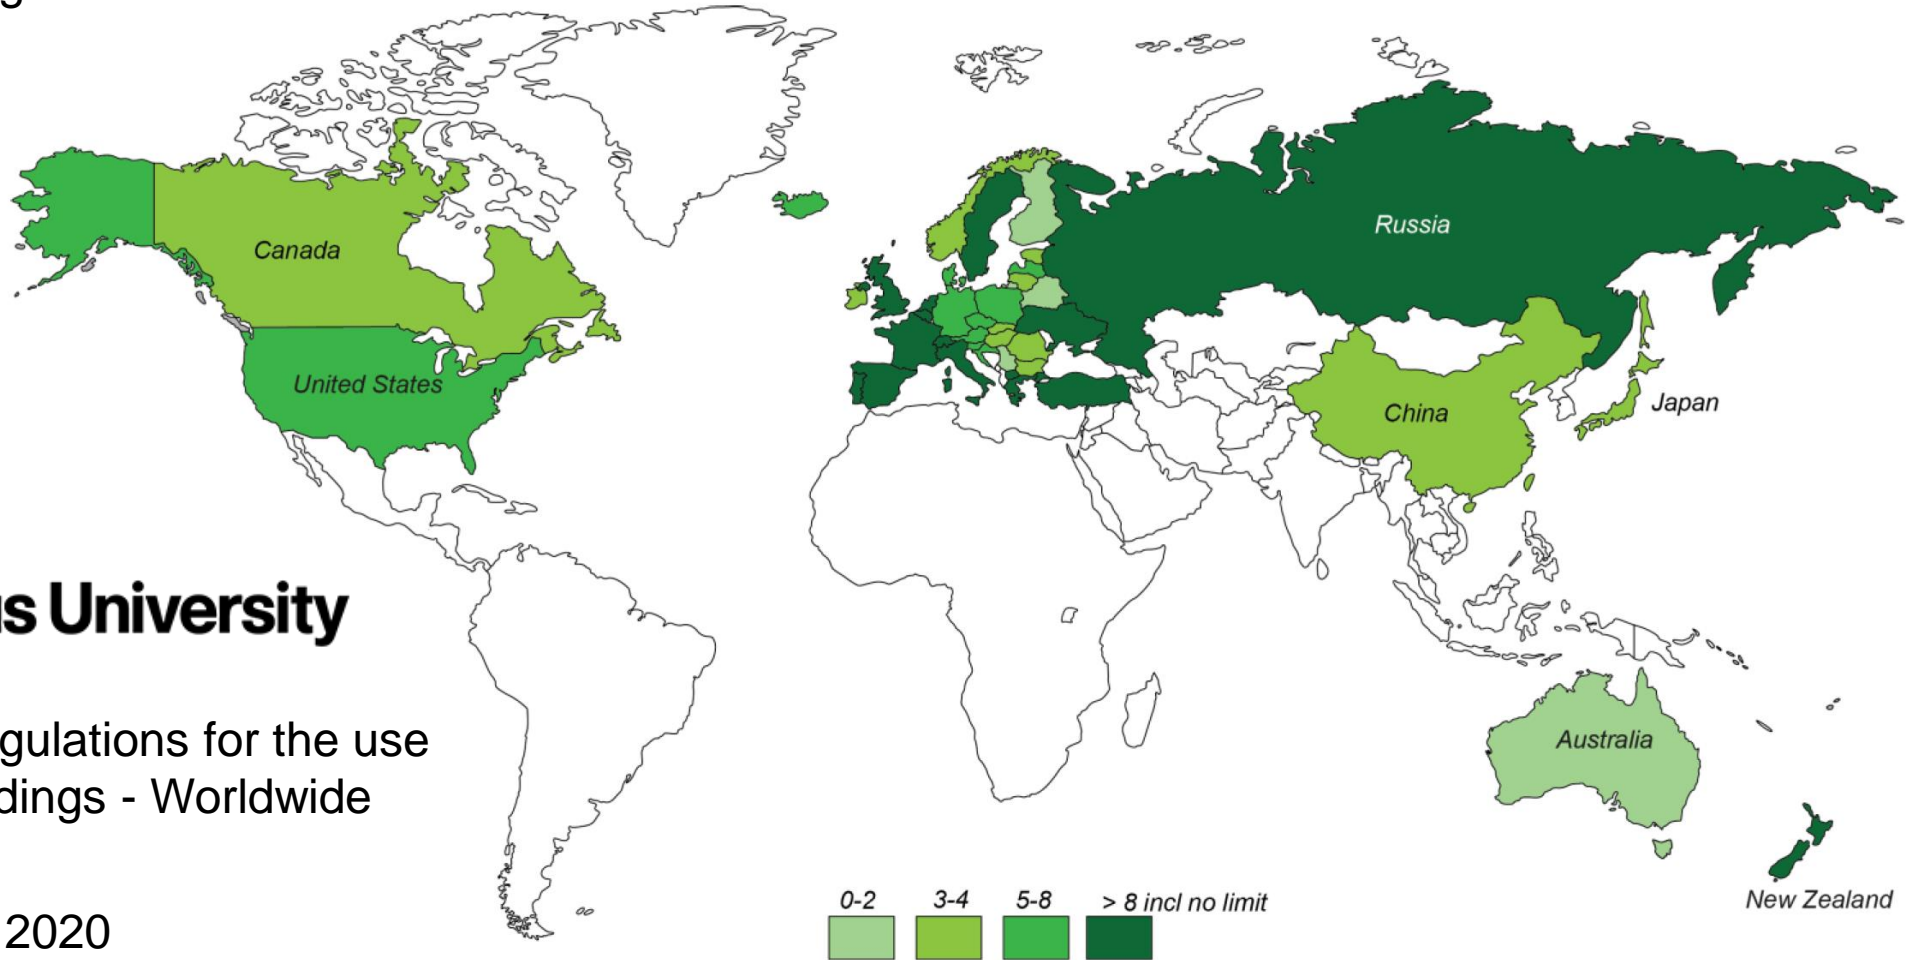 Canada
Russia
United States
China
Japan
us University
gulations for the use
dings - Worldwide
Australia
New Zealand
0-2 3-4 5-8 > 8 incl no limit
2020